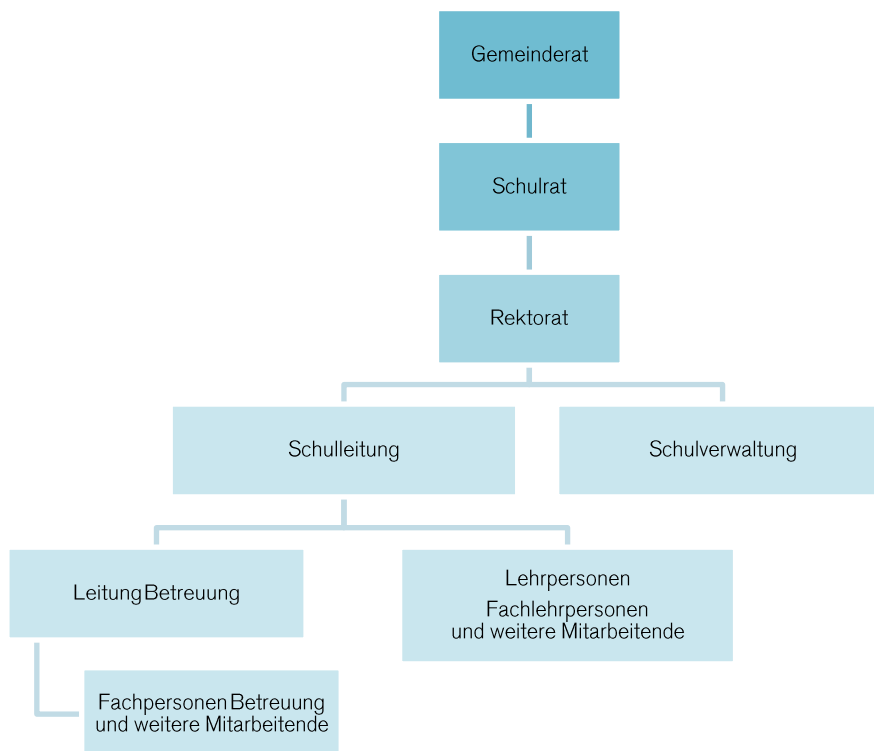 Gemeinderat
Schulrat
Rektorat
Schulleitung
Schulverwaltung
Leitung Betreuung
Lehrpersonen
Fachlehrpersonen
und weitere Mitarbeitende
Fachpersonen Betreuung
und weitere Mitarbeitende